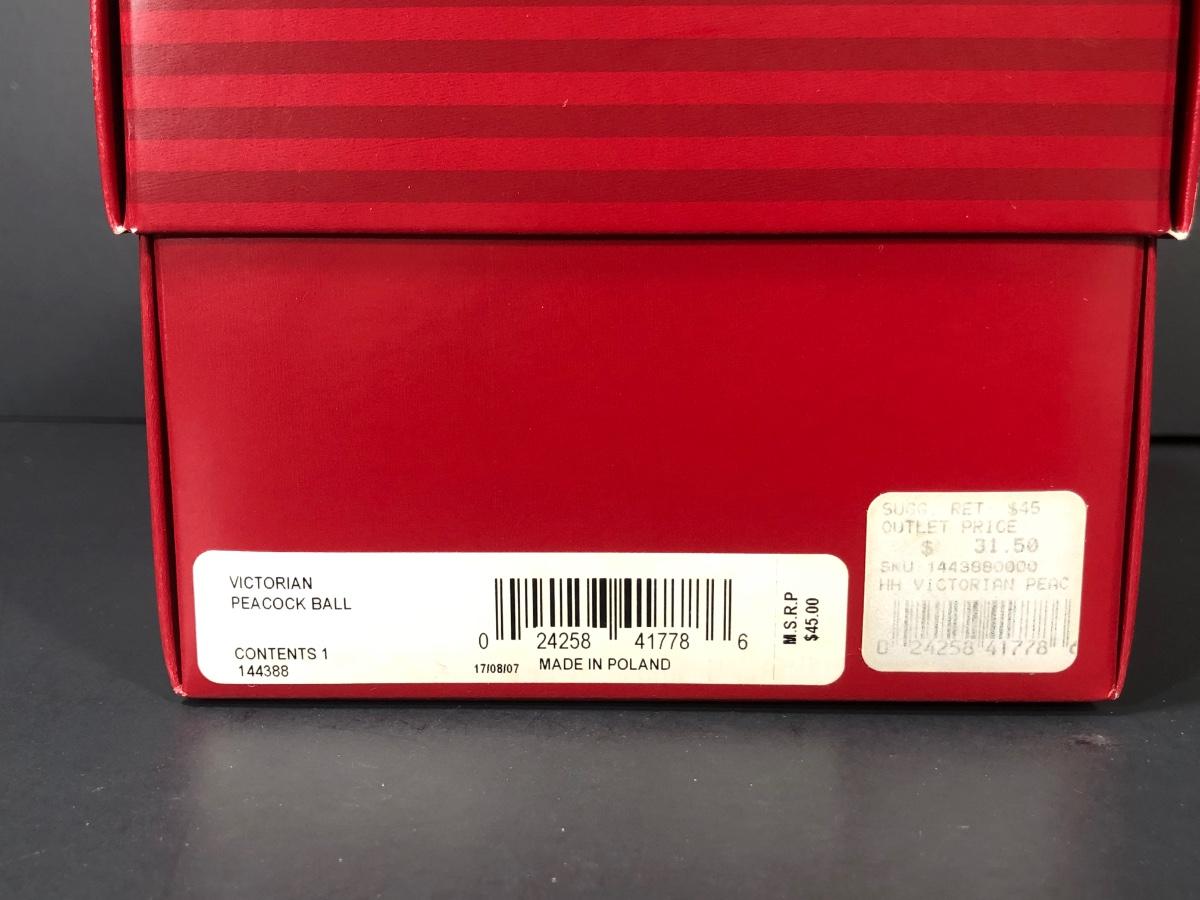 VICTORIAN
PEACOCK BALL
CONTENTS 1
144388
0 24258 41778 6
17/08/07 MADE IN POLAND
M.S.R.P
$45.00
SUGG. RET $45
OUTLET PRICE
$ 31.50
SKU 1443880000
HH VICTORIAN PEAC
0 24258 41778 6